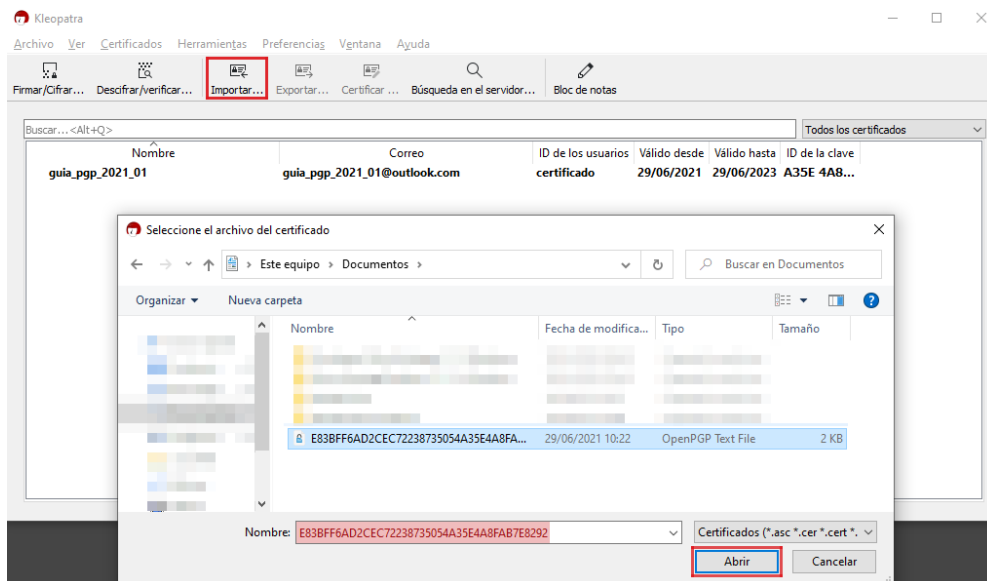 Kleopatra
Archivo Ver Certificados Herramientas Preferencias Ventana Ayuda
Firmar/Cifrar... Descifrar/verificar... Importar... Exportar... Certificar ... Búsqueda en el servidor... Bloc de notas
Buscar...<Alt+Q> Todos los certificados
Nombre Correo ID de los usuarios Válido desde Válido hasta ID de la clave
guia_pgp_2021_01 guia_pgp_2021_01@outlook.com certificado 29/06/2021 29/06/2023 A35E 4A8...
Seleccione el archivo del certificado
Este equipo > Documentos > Buscar en Documentos
Organizar Nueva carpeta ?
Nombre Fecha de modifica... Tipo Tamaño
E83BFF6AD2CEC72238735054A35E4A8FA... 29/06/2021 10:22 OpenPGP Text File 2 KB
Nombre: E83BFF6AD2CEC72238735054A35E4A8FAB7E8292 Certificados (*.asc *.cer *.cert *.
Abrir Cancelar